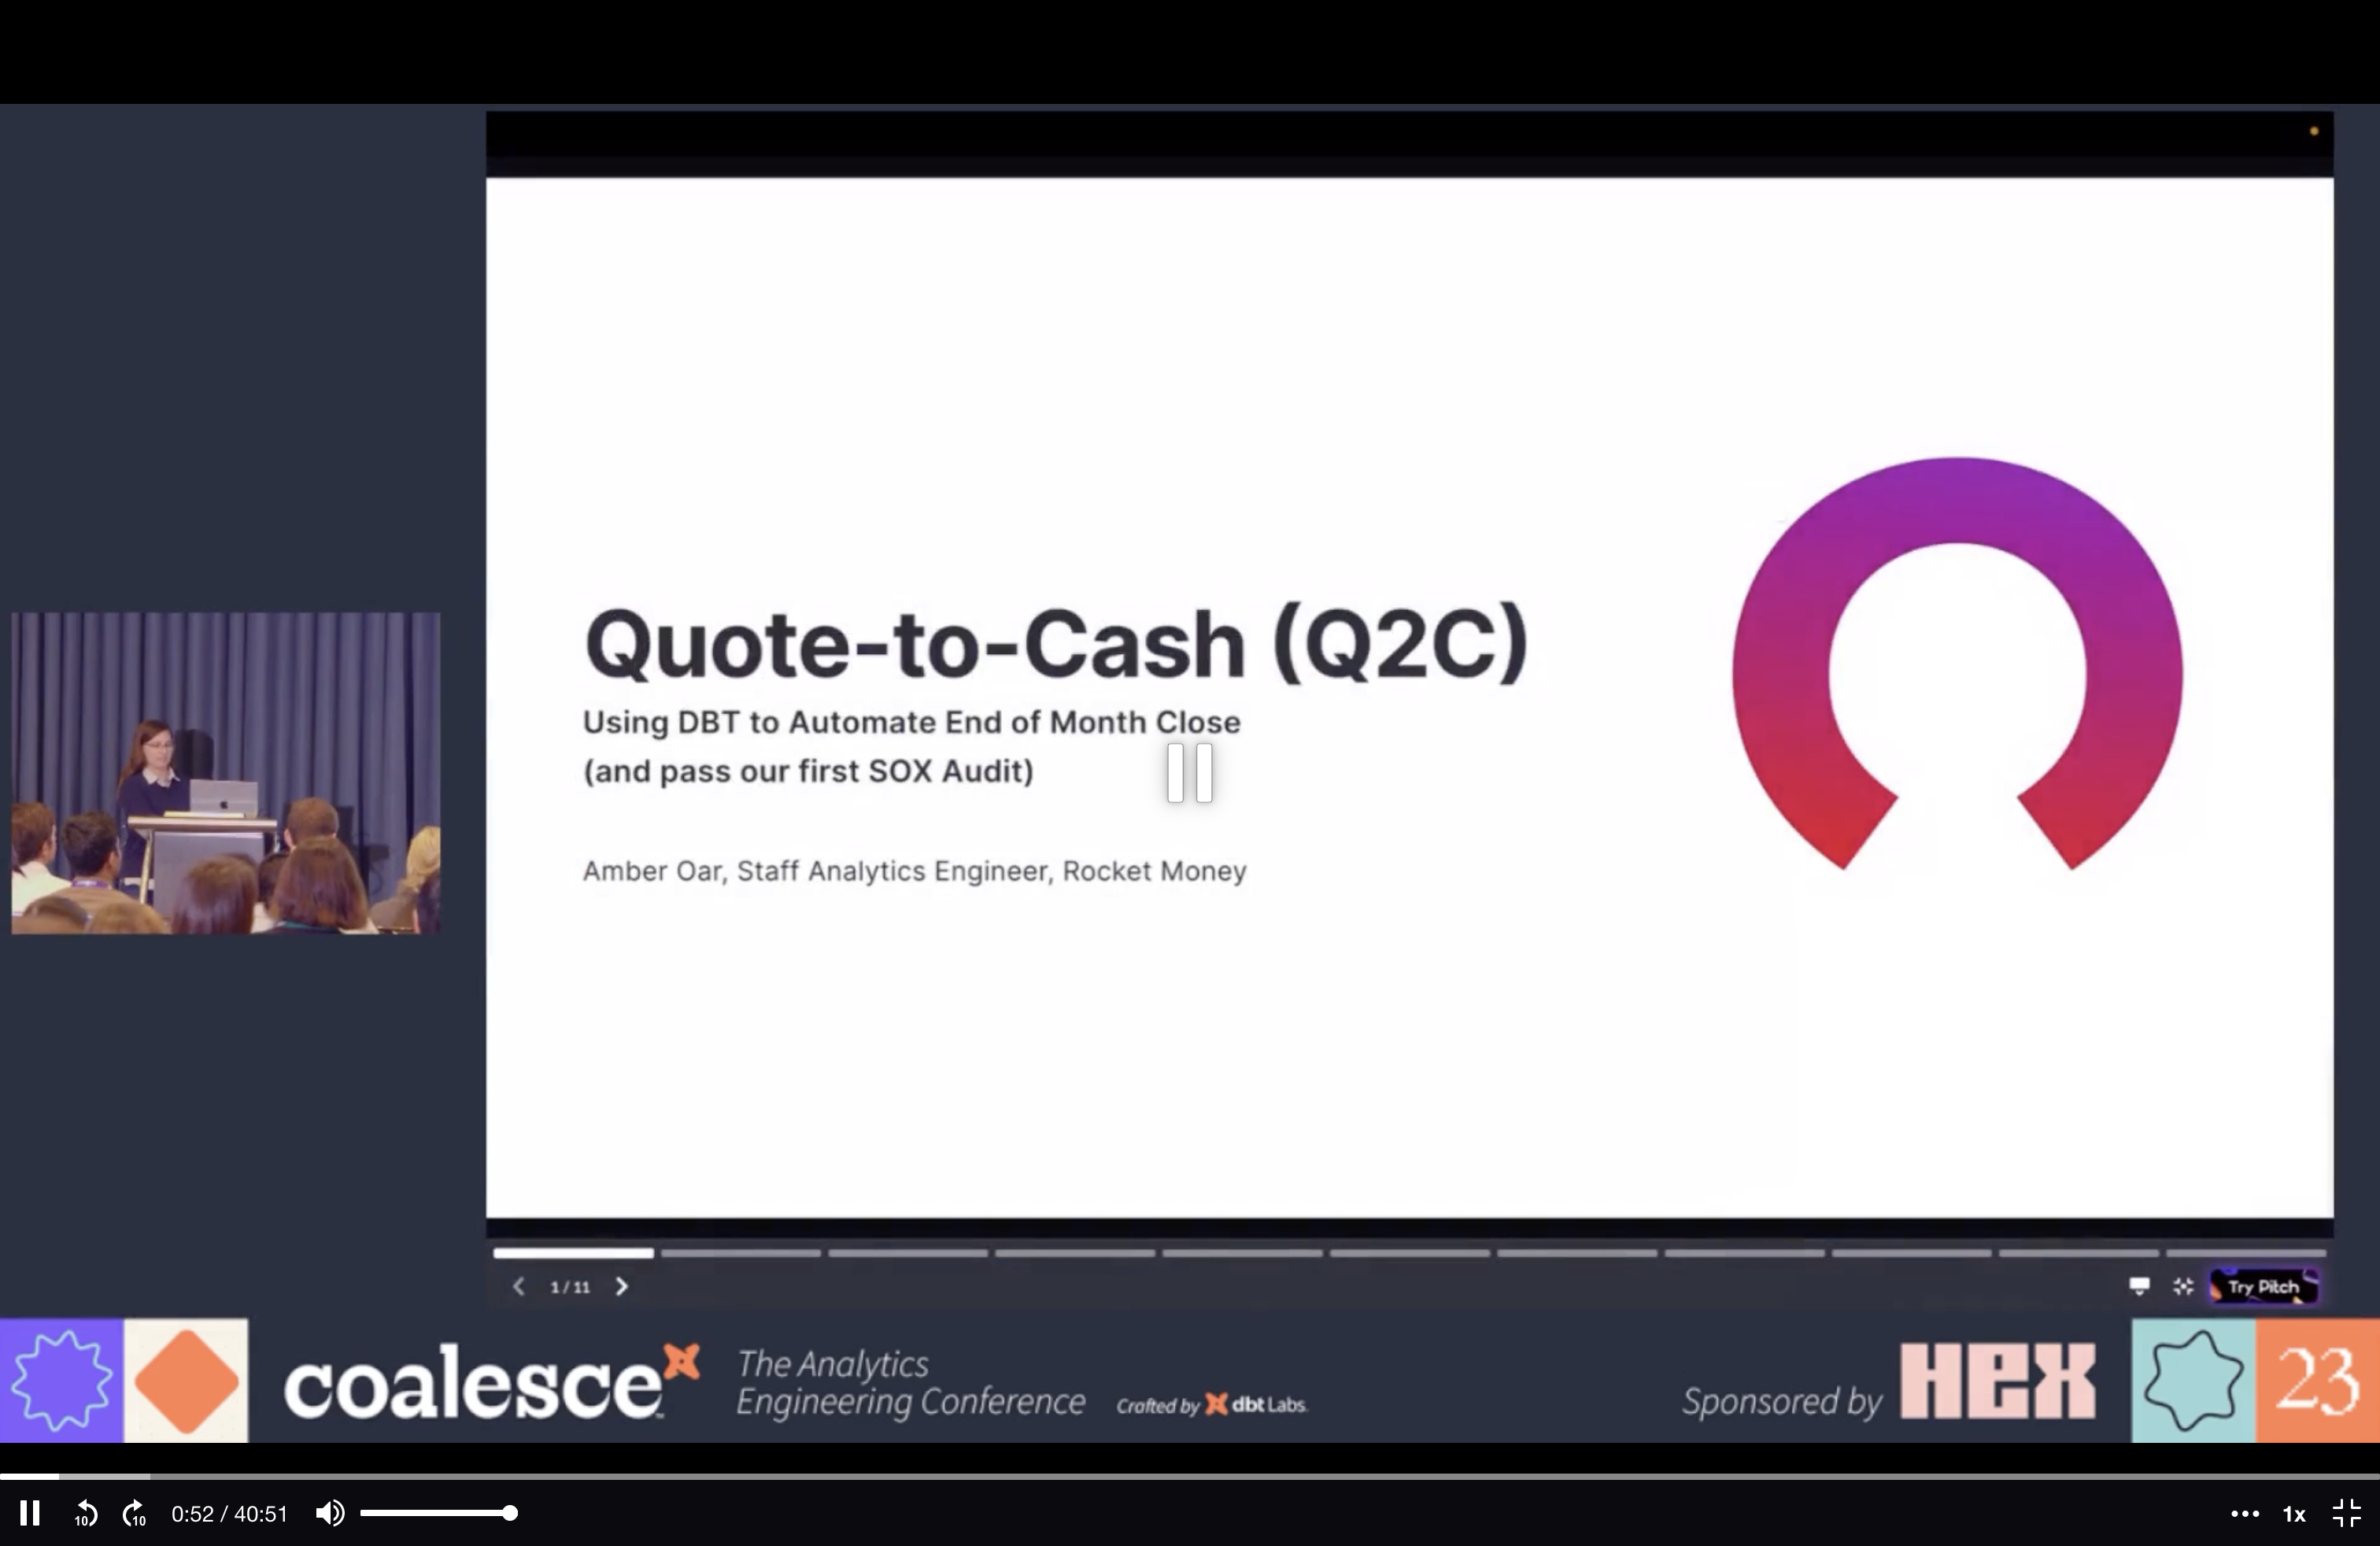 Quote-to-Cash (Q2C)
Using DBT to Automate End of Month Close
(and pass our first SOX Audit)
Amber Oar, Staff Analytics Engineer, Rocket Money
1 / 11
Try Pitch
coalesce
The Analytics
Engineering Conference
Crafted by dbt Labs.
Sponsored by HEX
23
10
10
0:52 / 40:51
1x